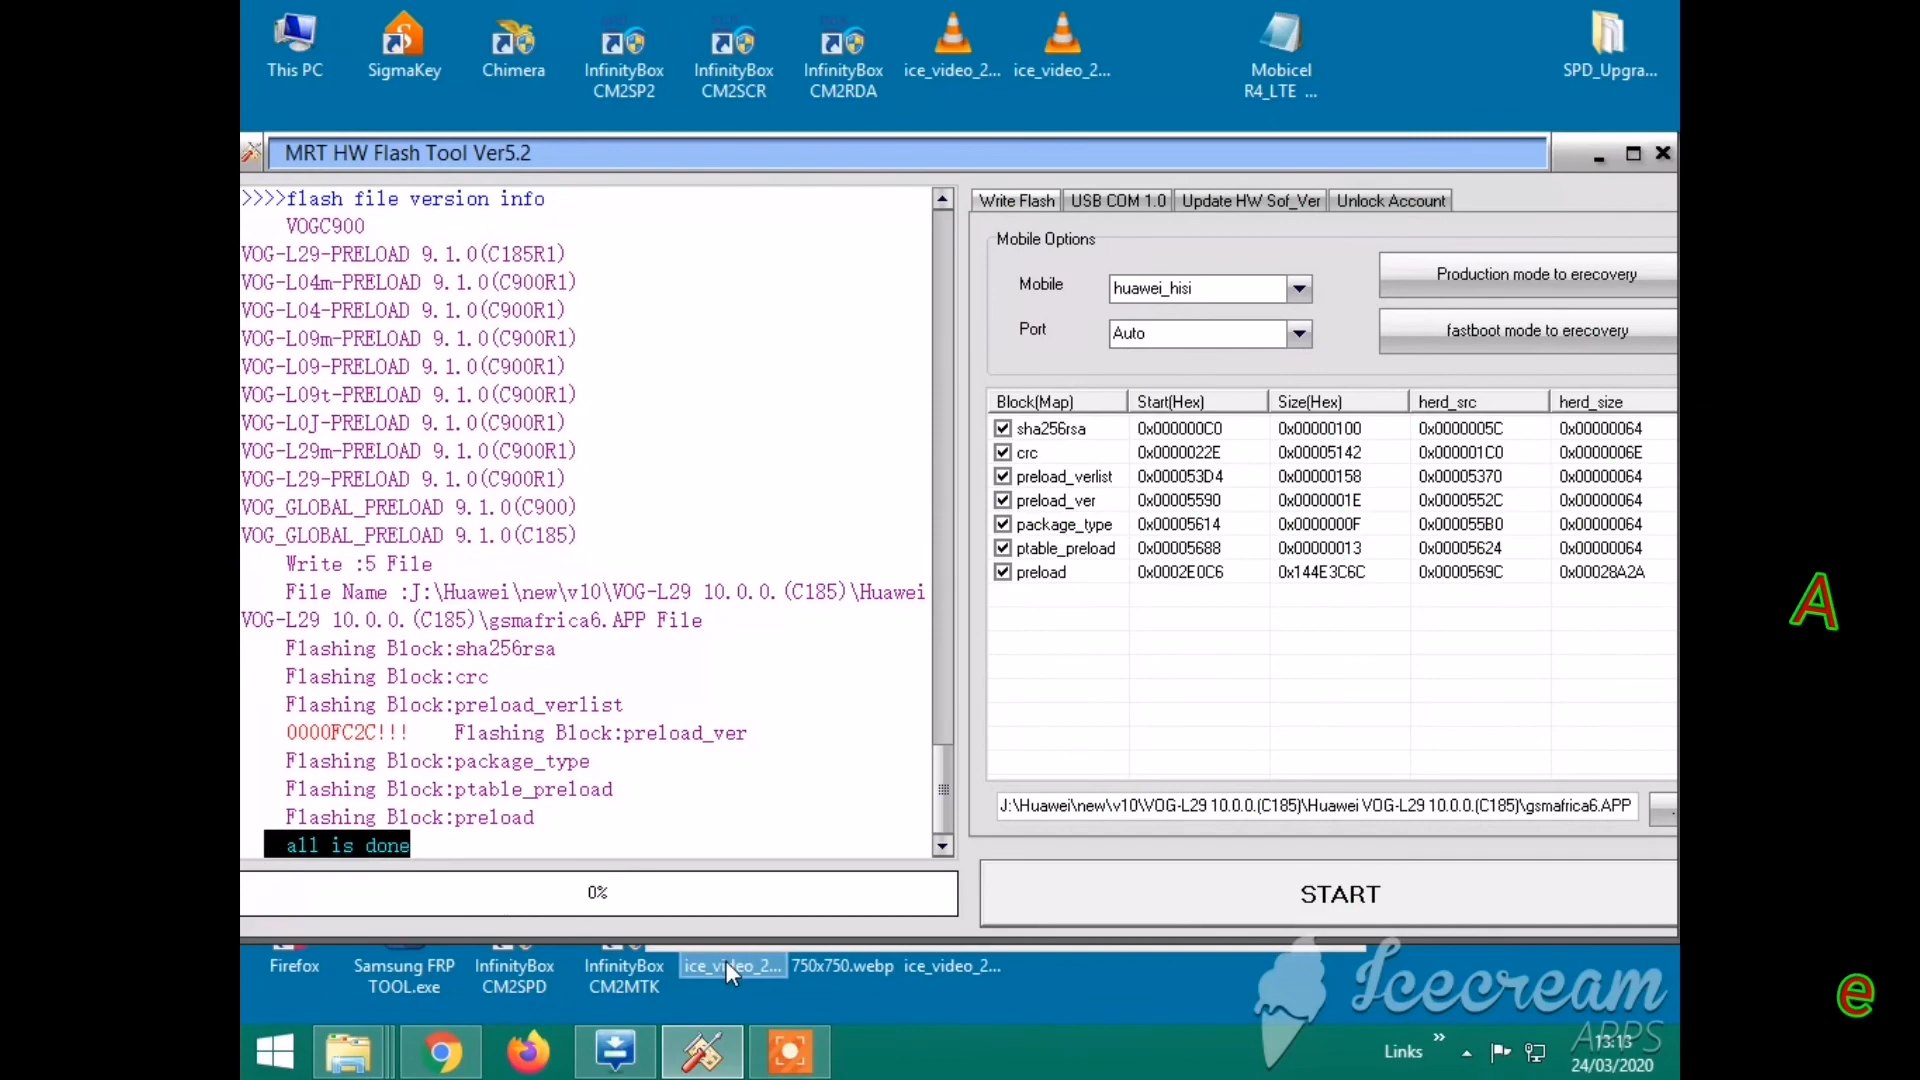 This PC
SigmaKey
Chimera
InfinityBox
CM2SP2
InfinityBox
CM2SCR
InfinityBox
CM2RDA
ice_video_2...
ice_video_2...
Mobicel
R4_LTE ...
SPD_Upgra...
MRT HW Flash Tool Ver5.2
>>>>flash file version info
VOGC900
VOG-L29-PRELOAD 9.1.0(C185R1)
VOG-L04m-PRELOAD 9.1.0(C900R1)
VOG-L04-PRELOAD 9.1.0(C900R1)
VOG-L09m-PRELOAD 9.1.0(C900R1)
VOG-L09-PRELOAD 9.1.0(C900R1)
VOG-L09t-PRELOAD 9.1.0(C900R1)
VOG-L0J-PRELOAD 9.1.0(C900R1)
VOG-L29m-PRELOAD 9.1.0(C900R1)
VOG-L29-PRELOAD 9.1.0(C900R1)
VOG_GLOBAL_PRELOAD 9.1.0(C900)
VOG_GLOBAL_PRELOAD 9.1.0(C185)
Write :5 File
File Name :J:\Huawei\new\v10\VOG-L29 10.0.0.(C185)\Huawei
VOG-L29 10.0.0.(C185)\gsmafrica6.APP File
Flashing Block:sha256rsa
Flashing Block:crc
Flashing Block:preload_verlist
0000FC2C!!! Flashing Block:preload_ver
Flashing Block:package_type
Flashing Block:ptable_preload
Flashing Block:preload
all is done
0%
Write Flash USB COM 1.0 Update HW Sof_Ver Unlock Account
Mobile Options
Mobile huawei_hisi
Port Auto
Production mode to erecovery
fastboot mode to erecovery
Block(Map) Start(Hex) Size(Hex) herd_src herd_size
sha256rsa 0x000000C0 0x00000100 0x0000005C 0x00000064
crc 0x0000022E 0x00005142 0x000001C0 0x0000006E
preload_verlist 0x000053D4 0x00000158 0x00005370 0x00000064
preload_ver 0x00005590 0x0000001E 0x0000552C 0x00000064
package_type 0x00005614 0x0000000F 0x000055B0 0x00000064
ptable_preload 0x00005688 0x00000013 0x00005624 0x00000064
preload 0x0002E0C6 0x144E3C6C 0x0000569C 0x00028A2A
J:\Huawei\new\v10\VOG-L29 10.0.0.(C185)\Huawei VOG-L29 10.0.0.(C185)\gsmafrica6.APP
START
A
Firefox
Samsung FRP
TOOL.exe
InfinityBox
CM2SPD
InfinityBox
CM2MTK
ice_video_2...
750x750.webp
ice_video_2...
Icecream
APPS
e
Links
13:13
24/03/2020